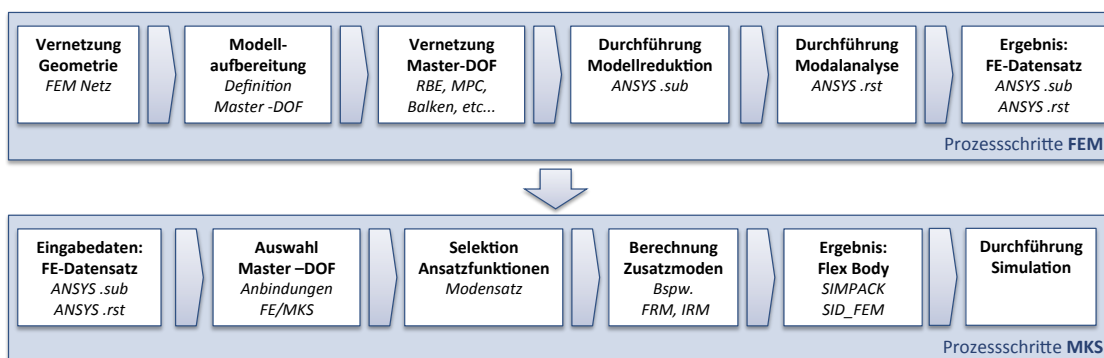 Vernetzung
Geometrie
FEM Netz
Modell-
aufbereitung
Definition
Master -DOF
Vernetzung
Master-DOF
RBE, MPC,
Balken, etc...
Durchführung
Modellreduktion
ANSYS .sub
Durchführung
Modalanalyse
ANSYS .rst
Ergebnis:
FE-Datensatz
ANSYS .sub
ANSYS .rst
Prozessschritte FEM
Eingabedaten:
FE-Datensatz
ANSYS .sub
ANSYS .rst
Auswahl
Master –DOF
Anbindungen
FE/MKS
Selektion
Ansatzfunktionen
Modensatz
Berechnung
Zusatzmoden
Bspw.
FRM, IRM
Ergebnis:
Flex Body
SIMPACK
SID_FEM
Durchführung
Simulation
Prozessschritte MKS